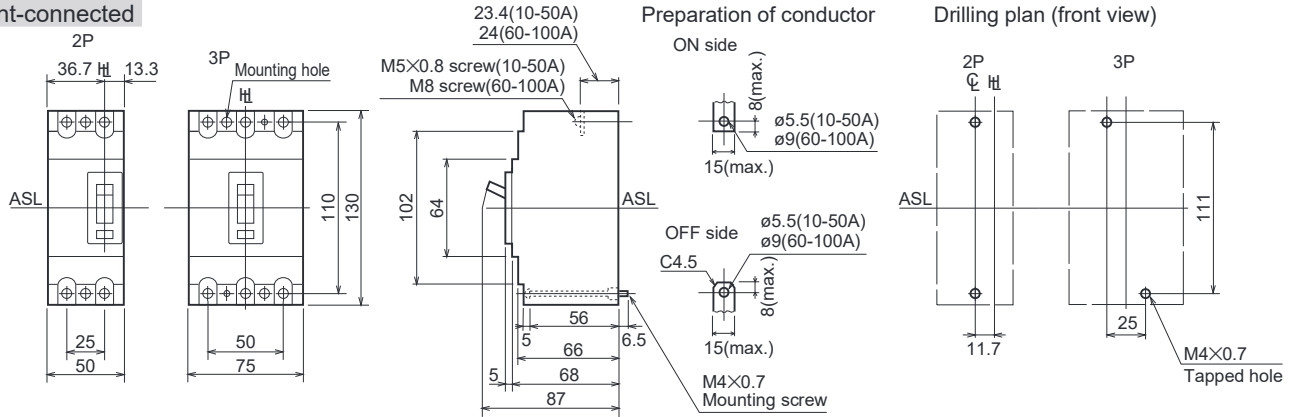 nt-connected
2P
36.7 HL 13.3
3P
Mounting hole
HL
ASL
110
130
25
50
50
75
23.4(10-50A)
24(60-100A)
M5×0.8 screw(10-50A)
M8 screw(60-100A)
102
64
ASL
5
56
6.5
66
5
68
87
M4×0.7
Mounting screw
Preparation of conductor
ON side
8(max.)
ø5.5(10-50A)
ø9(60-100A)
15(max.)
OFF side
ø5.5(10-50A)
ø9(60-100A)
C4.5
8(max.)
15(max.)
Drilling plan (front view)
2P
CL HL
3P
ASL
111
11.7
25
M4×0.7
Tapped hole